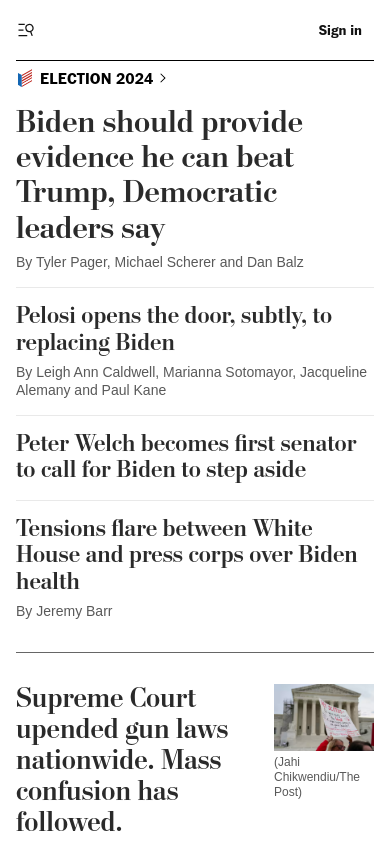 Sign in
ELECTION 2024
Biden should provide
evidence he can beat
Trump, Democratic
leaders say
By Tyler Pager, Michael Scherer and Dan Balz
Pelosi opens the door, subtly, to
replacing Biden
By Leigh Ann Caldwell, Marianna Sotomayor, Jacqueline
Alemany and Paul Kane
Peter Welch becomes first senator
to call for Biden to step aside
Tensions flare between White
House and press corps over Biden
health
By Jeremy Barr
Supreme Court
upended gun laws
nationwide. Mass
confusion has
followed.
(Jahi
Chikwendiu/The
Post)